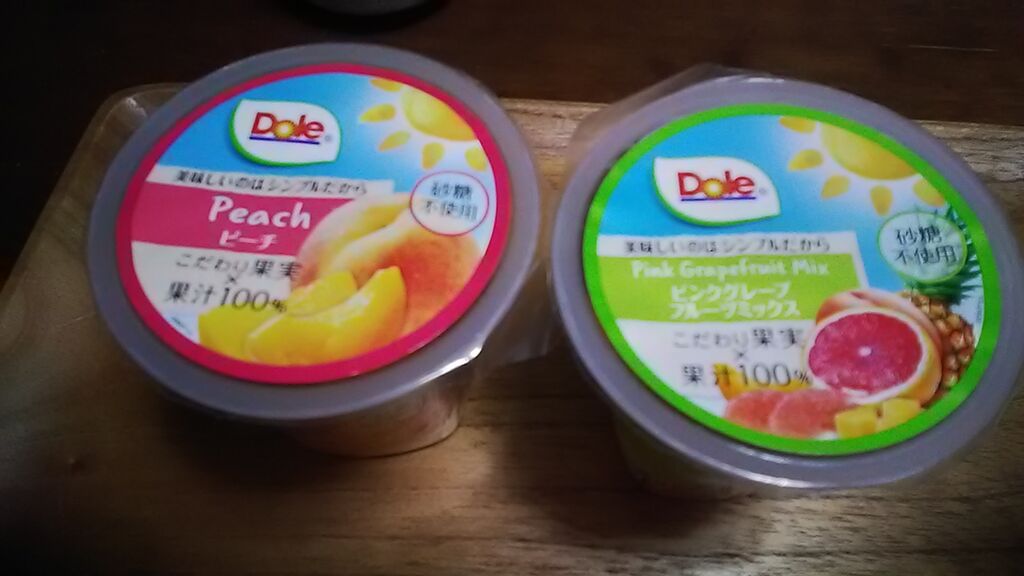 Dole
美味しいのはシンプルだから
砂糖
不使用
Peach
ピーチ
こだわり果実
×
果汁100%
Dole
美味しいのはシンプルだから
砂糖
不使用
Pink Grapefruit Mix
ピンクグレープ
フルーツミックス
こだわり果実
×
果汁100%